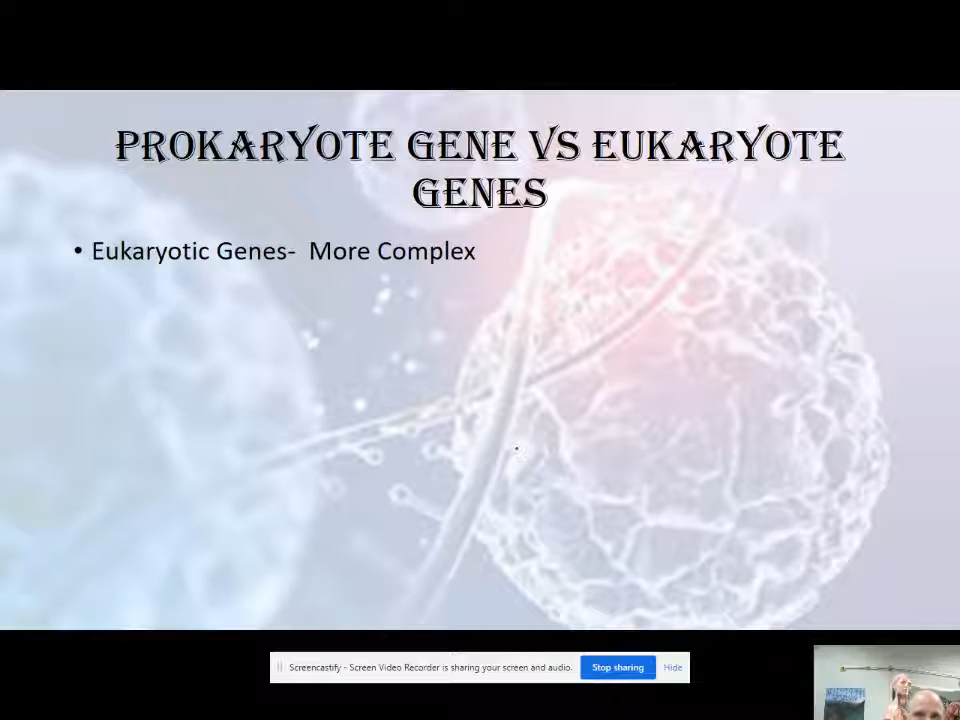 PROKARYOTE GENE VS EUKARYOTE
GENES
• Eukaryotic Genes-  More Complex
Screencastify - Screen Video Recorder is sharing your screen and audio.
Stop sharing
Hide